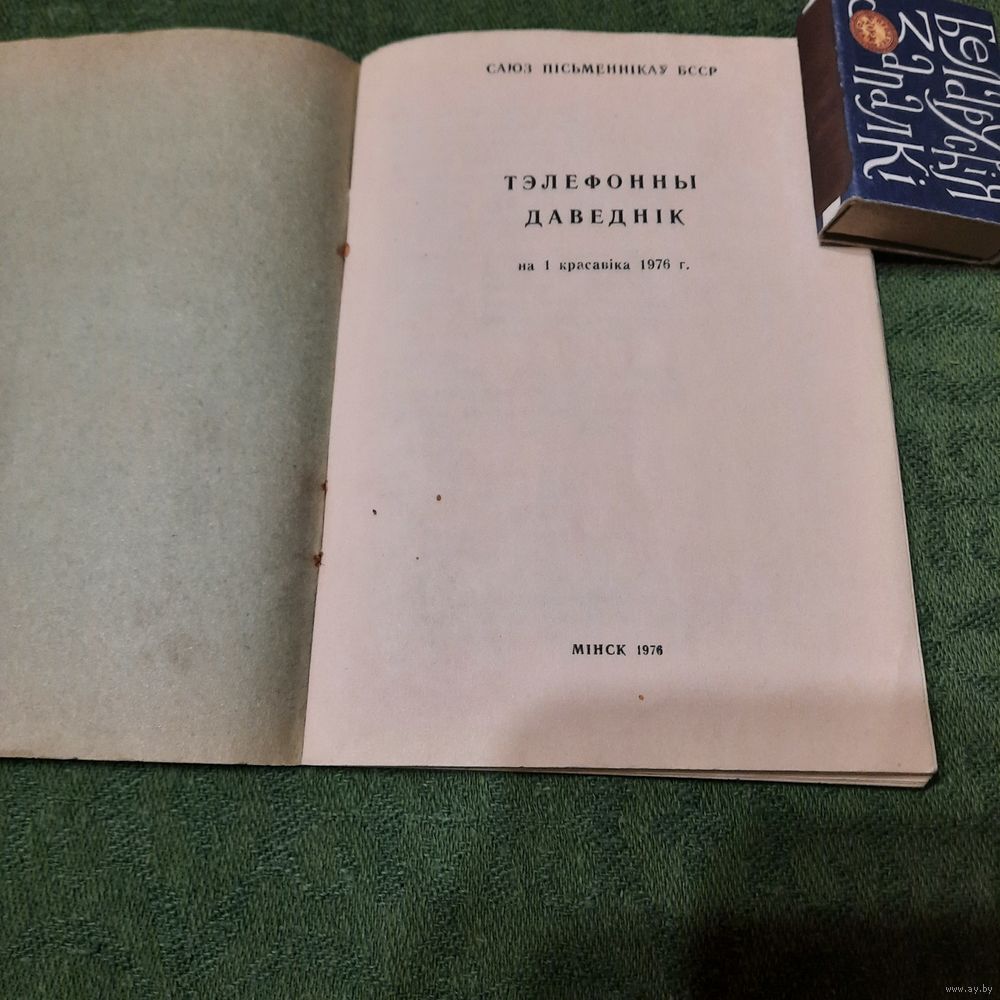 САЮЗ ПІСЬМЕННІКАЎ БССР
ТЭЛЕФОННЫ
ДАВЕДНІК
на 1 красавіка 1976 г.
МІНСК 1976
БЕЛАРУСКІЯ
ЗАПАЛКІ
www.ay.by